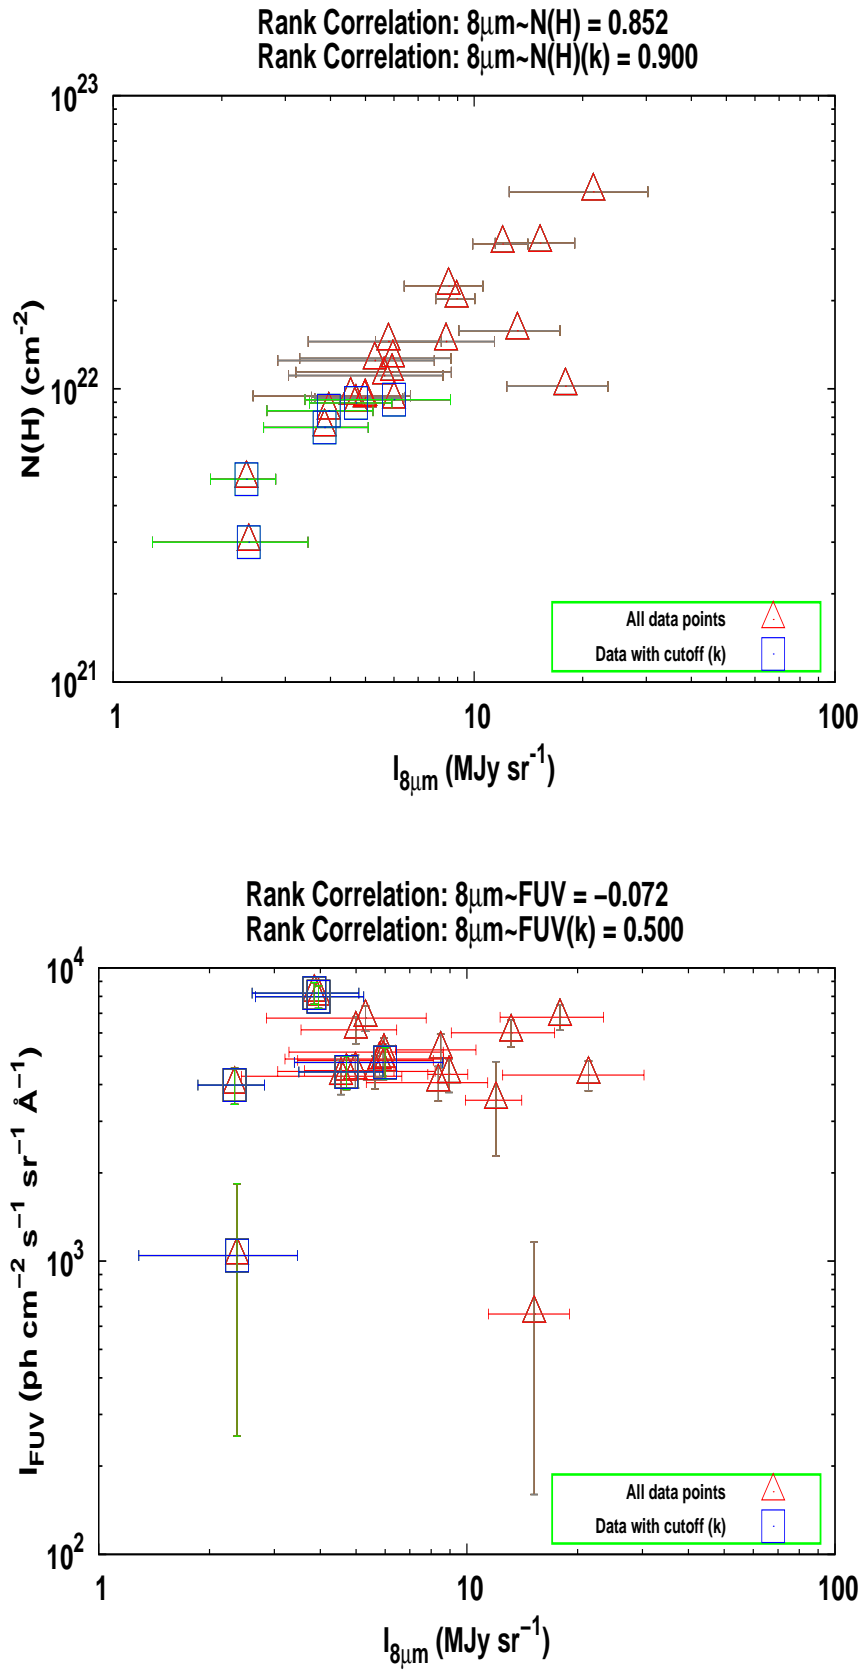 Rank Correlation: 8μm~N(H) = 0.852
Rank Correlation: 8μm~N(H)(k) = 0.900
10^23
10^22
10^21
N(H) (cm^-2)
All data points
Data with cutoff (k)
1 10 100
I_8μm (MJy sr^-1)
Rank Correlation: 8μm~FUV = −0.072
Rank Correlation: 8μm~FUV(k) = 0.500
10^4
10^3
10^2
I_FUV (ph cm^−2 s^−1 sr^−1 Å^−1)
All data points
Data with cutoff (k)
1 10 100
I_8μm (MJy sr^−1)